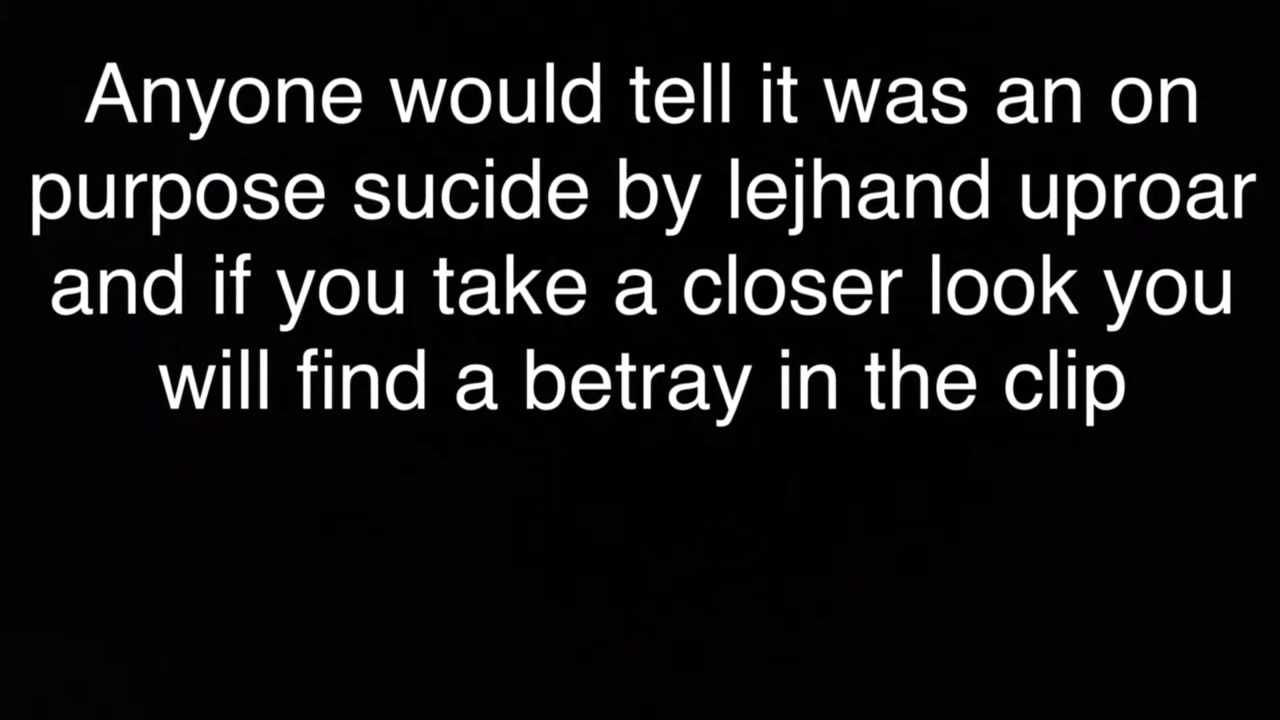 Anyone would tell it was an on
purpose sucide by lejhand uproar
and if you take a closer look you
will find a betray in the clip